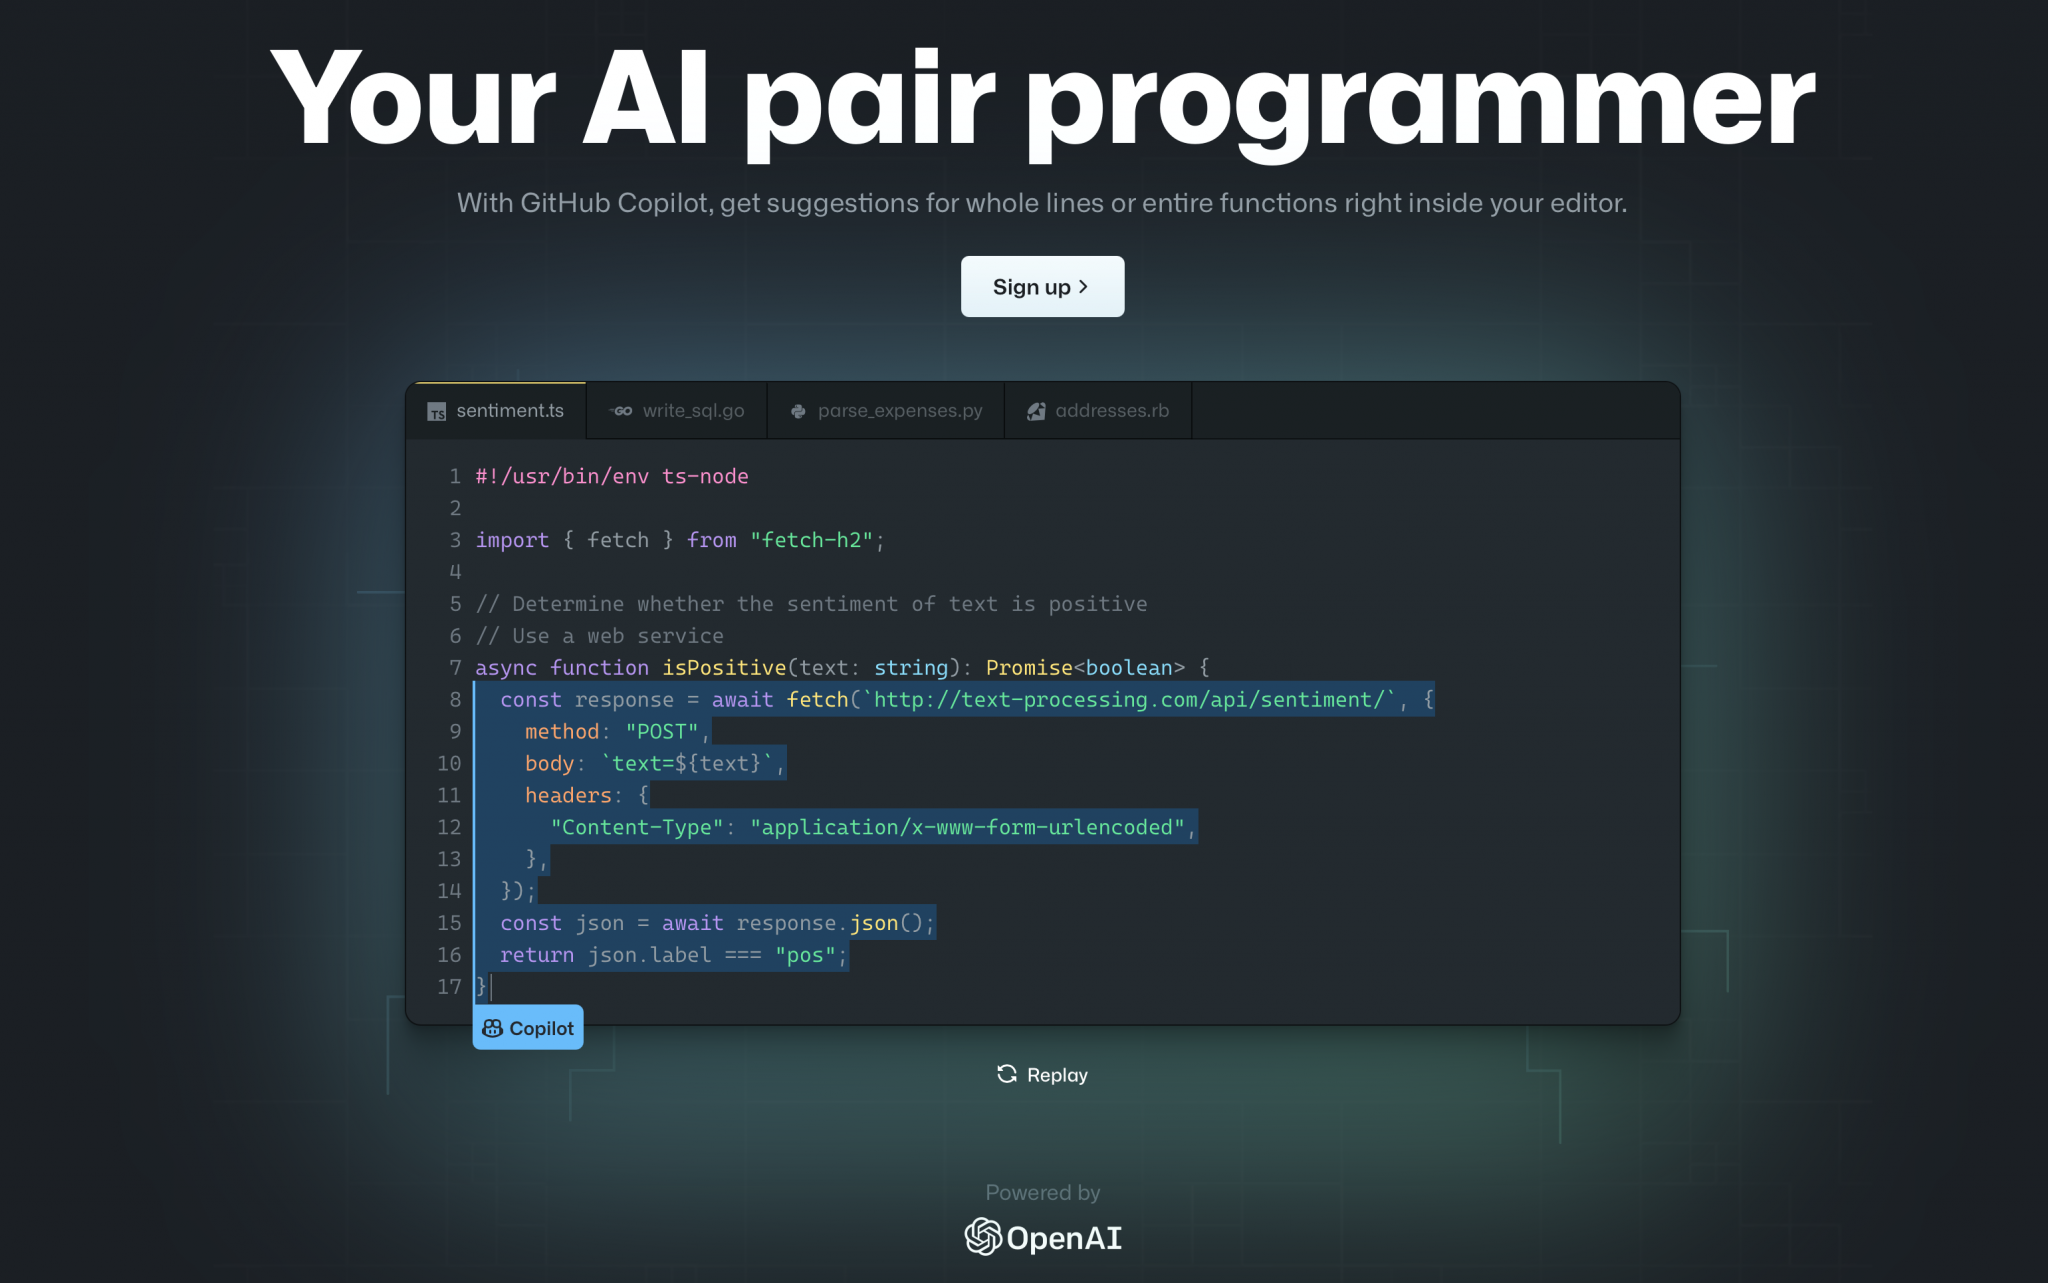 Your AI pair programmer
With GitHub Copilot, get suggestions for whole lines or entire functions right inside your editor.
Sign up >
TS sentiment.ts GO write_sql.go parse_expenses.py addresses.rb
1 #!/usr/bin/env ts-node
2
3 import { fetch } from "fetch-h2";
4
5 // Determine whether the sentiment of text is positive
6 // Use a web service
7 async function isPositive(text: string): Promise<boolean> {
8   const response = await fetch(`http://text-processing.com/api/sentiment/`, {
9     method: "POST",
10     body: `text=${text}`,
11     headers: {
12       "Content-Type": "application/x-www-form-urlencoded",
13     },
14   });
15   const json = await response.json();
16   return json.label === "pos";
17 }
Copilot
Replay
Powered by
OpenAI